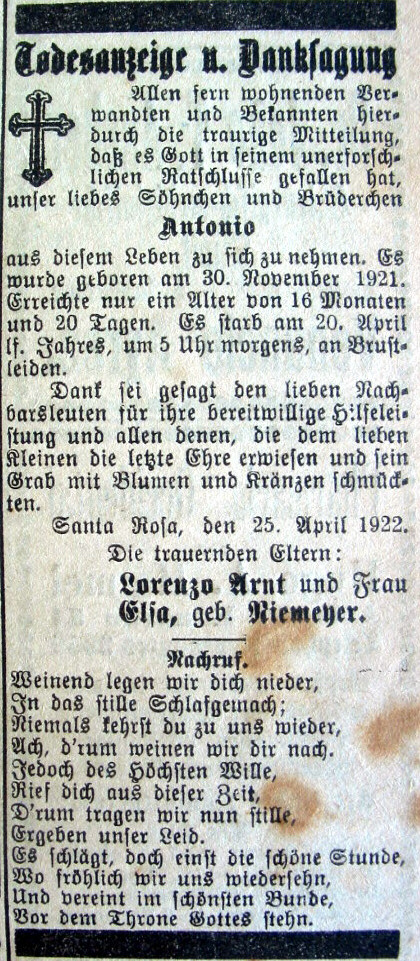 Todesanzeige u. Danksagung
Allen fern wohnenden Ver-
wandten und Bekannten hier-
durch die traurige Mitteilung,
daß es Gott in seinem unerforsch-
lichen Ratschlusse gefallen hat,
unser liebes Söhnchen und Brüderchen
Antonio
aus diesem Leben zu sich zu nehmen. Es
wurde geboren am 30. November 1921.
Erreichte nur ein Alter von 16 Monaten
und 20 Tagen. Es starb am 20. April
lf. Jahres, um 5 Uhr morgens, an Brust-
leiden.
Dank sei gesagt den lieben Nach-
barsleuten für ihre bereitwillige Hilfelei-
stung und allen denen, die dem lieben
Kleinen die letzte Ehre erwiesen und sein
Grab mit Blumen und Kränzen schmück-
ten.
Santa Rosa, den 25. April 1922.
Die trauernden Eltern:
Lorenzo Arnt und Frau
Elsa, geb. Niemeyer.
Nachruf.
Weinend legen wir dich nieder,
In das stille Schlafgemach;
Niemals kehrst du zu uns wieder,
Ach, d'rum weinen wir dir nach.
Jedoch des Höchsten Wille,
Rief dich aus dieser Zeit,
D'rum tragen wir nun stille,
Ergeben unser Leid.
Es schlägt, doch einst die schöne Stunde,
Wo fröhlich wir uns wiedersehn,
Und vereint im schönsten Bunde,
Vor dem Throne Gottes stehn.